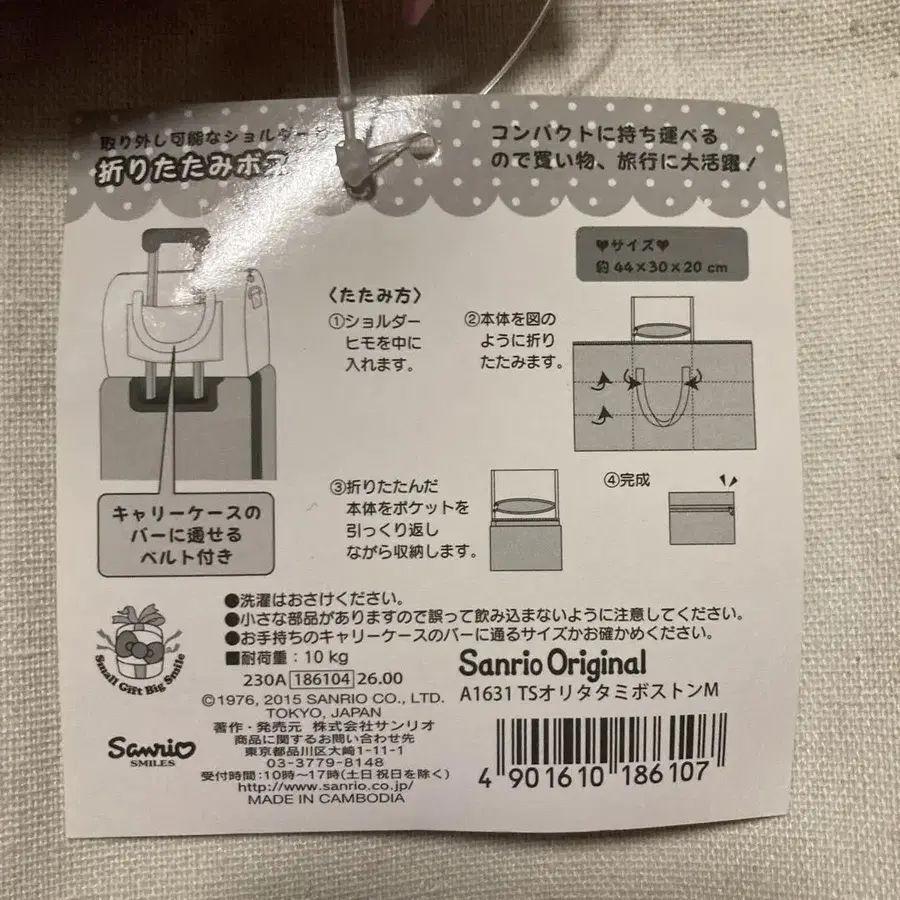 取り外し可能なショルダー
折りたたみボス
コンパクトに持ち運べる
ので買い物、旅行に大活躍!
♥サイズ♥
約 44×30×20 cm
〈たたみ方〉
①ショルダー
ヒモを中に
入れます。
②本体を図の
ように折り
たたみます。
③折りたたんだ
本体をポケットを
引っくり返し
ながら収納します。
④完成
キャリーケースの
バーに通せる
ベルト付き
●洗濯はおさけください。
●小さな部品がありますので誤って飲み込まないように注意してください。
●お手持ちのキャリーケースのバーに通るサイズかお確かめください。
■耐荷重:10 kg
230A 186104 26.00
©1976, 2015 SANRIO CO., LTD.
TOKYO, JAPAN
著作・発売元 株式会社サンリオ
商品に関するお問い合わせ先
東京都品川区大崎1-11-1
03-3779-8148
受付時間:10時〜17時(土日祝日を除く)
http://www.sanrio.co.jp/
MADE IN CAMBODIA
Small Gift Big Smile
Sanrio
SMILES
Sanrio Original
A1631 TSオリタタミボストンM
4 901610 186107